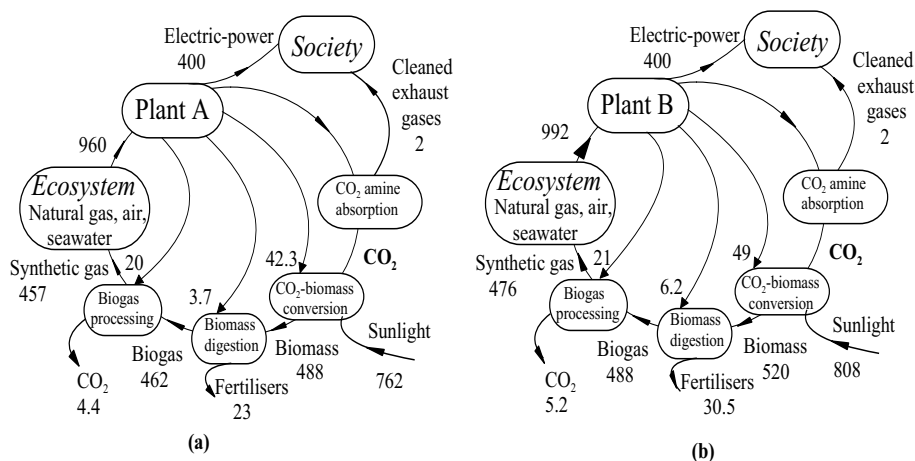 Electric-power
400
Society
Cleaned
exhaust
gases
2
Plant A
960
Ecosystem
Natural gas, air,
seawater
CO2 amine
absorption
CO2
Synthetic gas
457
20
3.7
42.3
Biogas
processing
Biomass
digestion
CO2-biomass
conversion
Sunlight
762
Biogas
462
Biomass
488
CO2
4.4
Fertilisers
23
(a)
Electric-power
400
Society
Cleaned
exhaust
gases
2
Plant B
992
Ecosystem
Natural gas, air,
seawater
CO2 amine
absorption
CO2
Synthetic gas
476
21
6.2
49
Biogas
processing
Biomass
digestion
CO2-biomass
conversion
Sunlight
808
Biogas
488
Biomass
520
CO2
5.2
Fertilisers
30.5
(b)